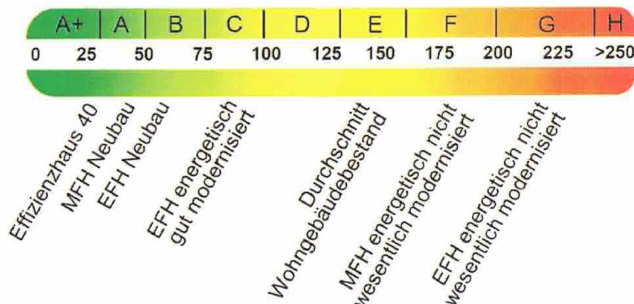 A+ A B C D E F G H
0 25 50 75 100 125 150 175 200 225 >250
Effizienzhaus 40
MFH Neubau
EFH Neubau
EFH energetisch
gut modernisiert
Durchschnitt
Wohngebäudebestand
MFH energetisch nicht
wesentlich modernisiert
EFH energetisch nicht
wesentlich modernisiert